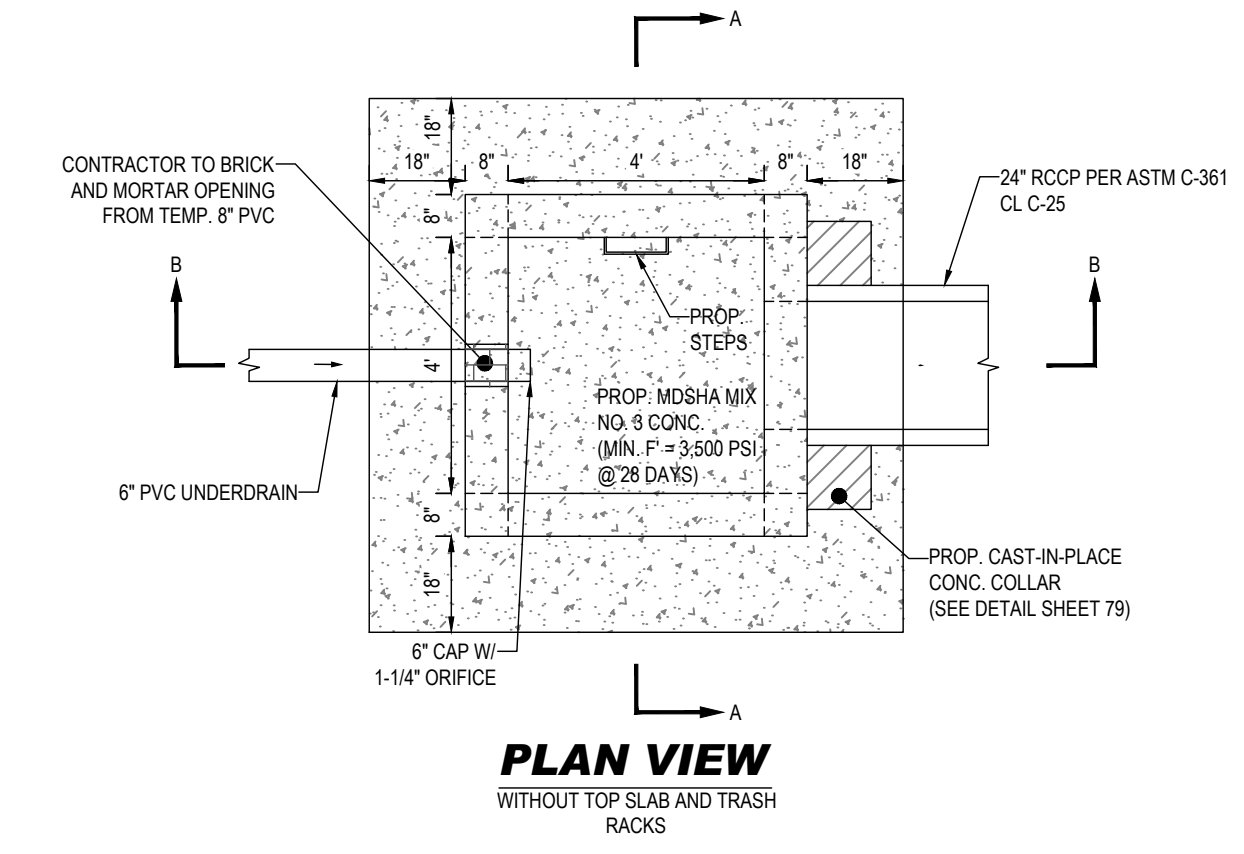 A
18"
18"
8"
4'
8"
18"
CONTRACTOR TO BRICK
AND MORTAR OPENING
FROM TEMP. 8" PVC
24" RCCP PER ASTM C-361
CL C-25
8"
B
B
PROP.
STEPS
4'
PROP. MDSHA MIX
NO. 3 CONC.
(MIN. F' = 3,500 PSI
@ 28 DAYS)
6" PVC UNDERDRAIN
8"
PROP. CAST-IN-PLACE
CONC. COLLAR
(SEE DETAIL SHEET 79)
18"
6" CAP W/
1-1/4" ORIFICE
A
PLAN VIEW
WITHOUT TOP SLAB AND TRASH
RACKS